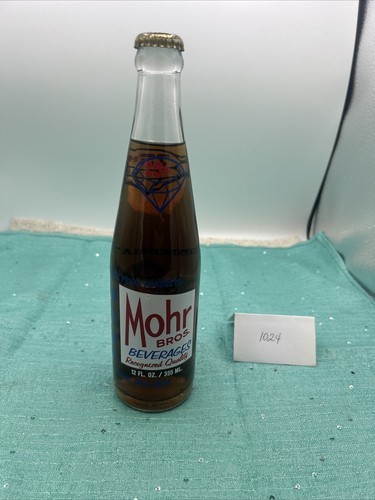 Mohr
BROS.
BEVERAGES
Recognized Quality
12 FL. OZ. / 355 ML.
1024